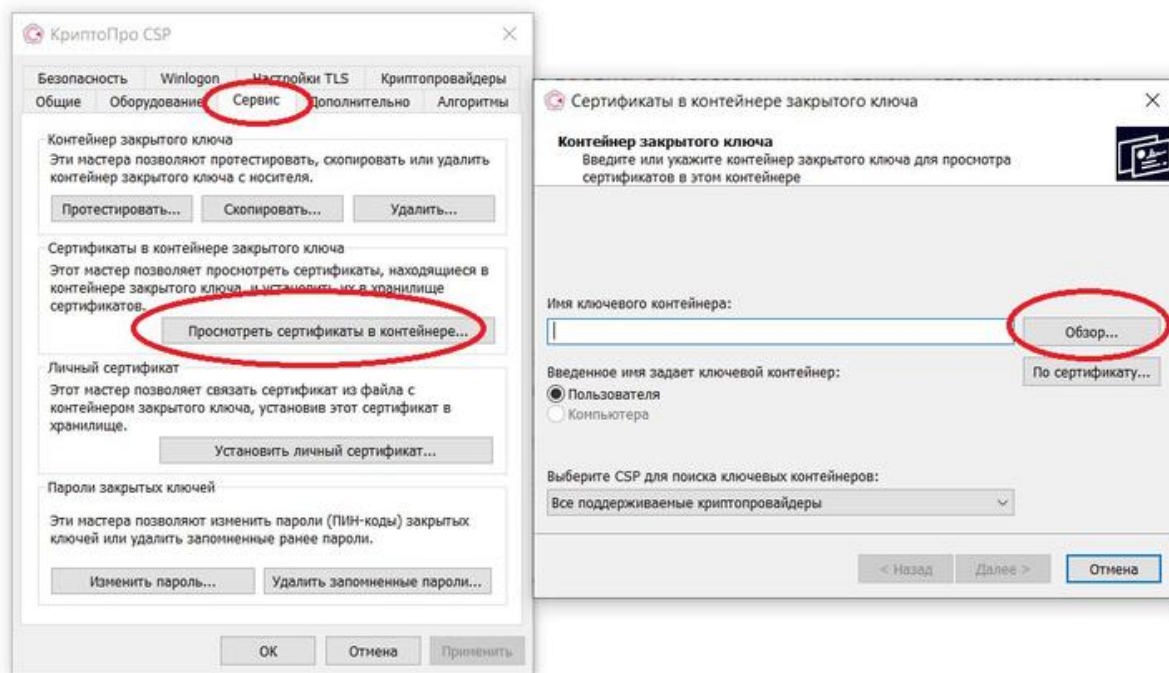 КриптоПро CSP
Безопасность Winlogon Настройки TLS Криптопровайдеры
Общие Оборудование Сервис Дополнительно Алгоритмы
Контейнер закрытого ключа
Эти мастера позволяют протестировать, скопировать или удалить
контейнер закрытого ключа с носителя.
Протестировать... Скопировать... Удалить...
Сертификаты в контейнере закрытого ключа
Этот мастер позволяет просмотреть сертификаты, находящиеся в
контейнере закрытого ключа, и установить их в хранилище
сертификатов.
Просмотреть сертификаты в контейнере...
Личный сертификат
Этот мастер позволяет связать сертификат из файла с
контейнером закрытого ключа, установив этот сертификат в
хранилище.
Установить личный сертификат...
Пароли закрытых ключей
Эти мастера позволяют изменить пароли (ПИН-коды) закрытых
ключей или удалить запомненные ранее пароли.
Изменить пароль... Удалить запомненные пароли...
ОК Отмена Применить
Сертификаты в контейнере закрытого ключа
Контейнер закрытого ключа
Введите или укажите контейнер закрытого ключа для просмотра
сертификатов в этом контейнере
Имя ключевого контейнера:
Обзор...
Введенное имя задает ключевой контейнер:
По сертификату...
Пользователя
Компьютера
Выберите CSP для поиска ключевых контейнеров:
Все поддерживаемые криптопровайдеры
< Назад Далее > Отмена